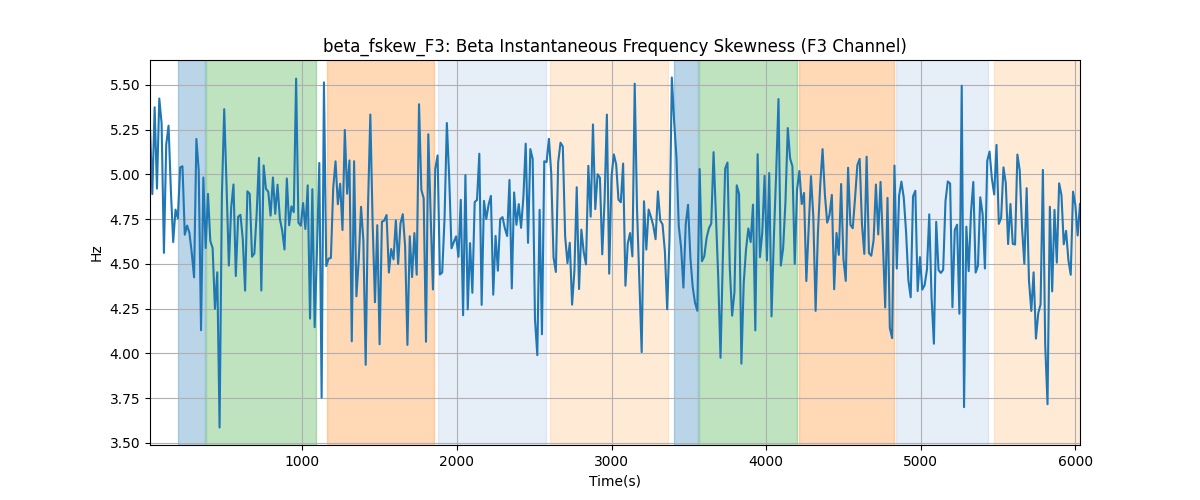 beta_fskew_F3: Beta Instantaneous Frequency Skewness (F3 Channel)
5.50
5.25
5.00
4.75
4.50
4.25
4.00
3.75
3.50
Hz
1000 2000 3000 4000 5000 6000
Time(s)